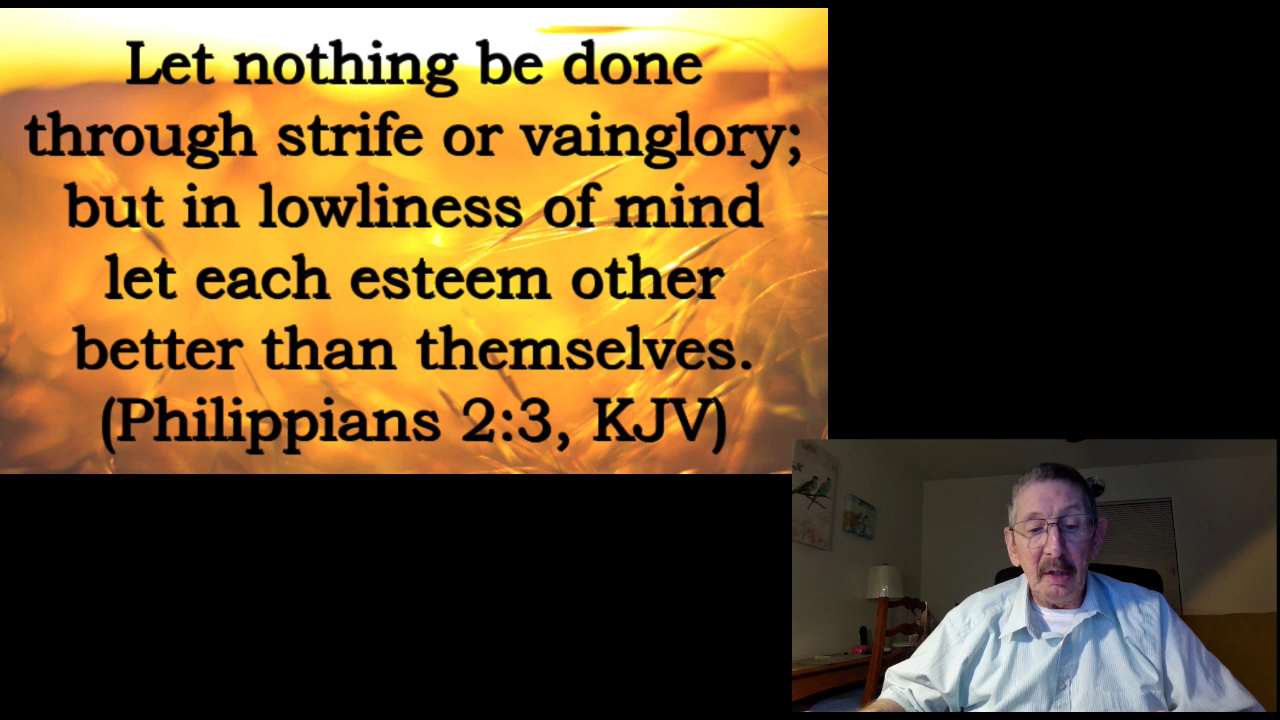 Let nothing be done
through strife or vainglory;
but in lowliness of mind
let each esteem other
better than themselves.
(Philippians 2:3, KJV)